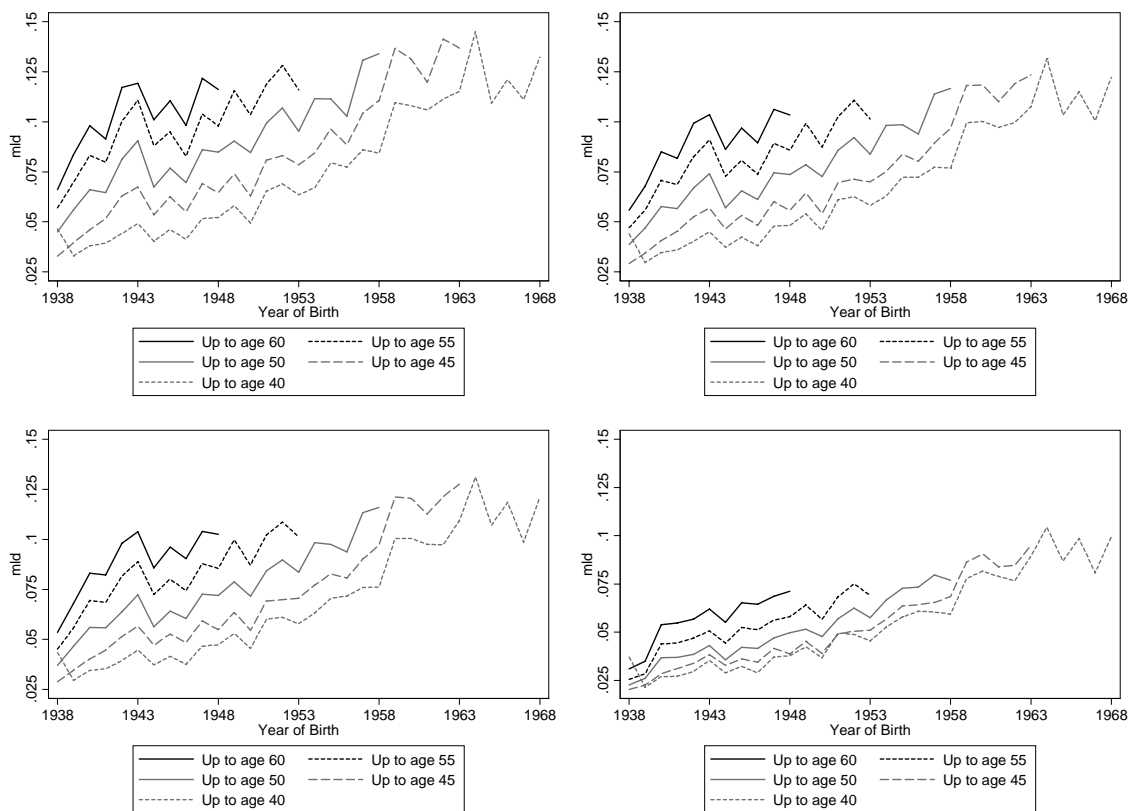 .15
.125
.1
.075
.05
.025
mld
1938 1943 1948 1953 1958 1963 1968
Year of Birth
Up to age 60 Up to age 55
Up to age 50 Up to age 45
Up to age 40
.15
.125
.1
.075
.05
.025
mld
1938 1943 1948 1953 1958 1963 1968
Year of Birth
Up to age 60 Up to age 55
Up to age 50 Up to age 45
Up to age 40
.15
.125
.1
.075
.05
.025
mld
1938 1943 1948 1953 1958 1963 1968
Year of Birth
Up to age 60 Up to age 55
Up to age 50 Up to age 45
Up to age 40
.15
.125
.1
.075
.05
.025
mld
1938 1943 1948 1953 1958 1963 1968
Year of Birth
Up to age 60 Up to age 55
Up to age 50 Up to age 45
Up to age 40